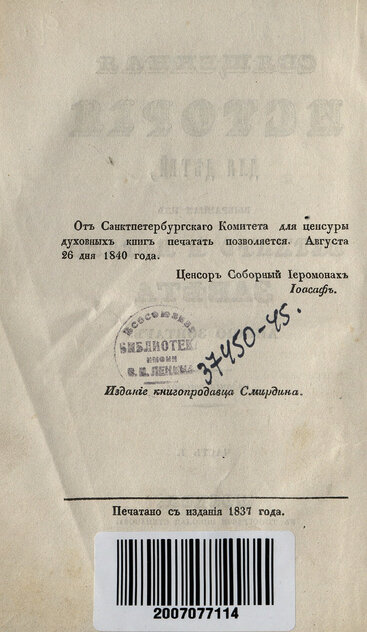 Отъ Санктпетербургскаго Комитета для ценсуры
духовныхъ книгъ печатать позволяется. Августа
26 дня 1840 года.
Ценсоръ Соборный Іеромонахъ
Іоасафъ.
Всесоюзная
БИБЛИОТЕКА
имени
В. И. ЛЕНИНА
37450-45.
Изданіе книгопродавца Смирдина.
Печатано съ изданія 1837 года.
2007077114